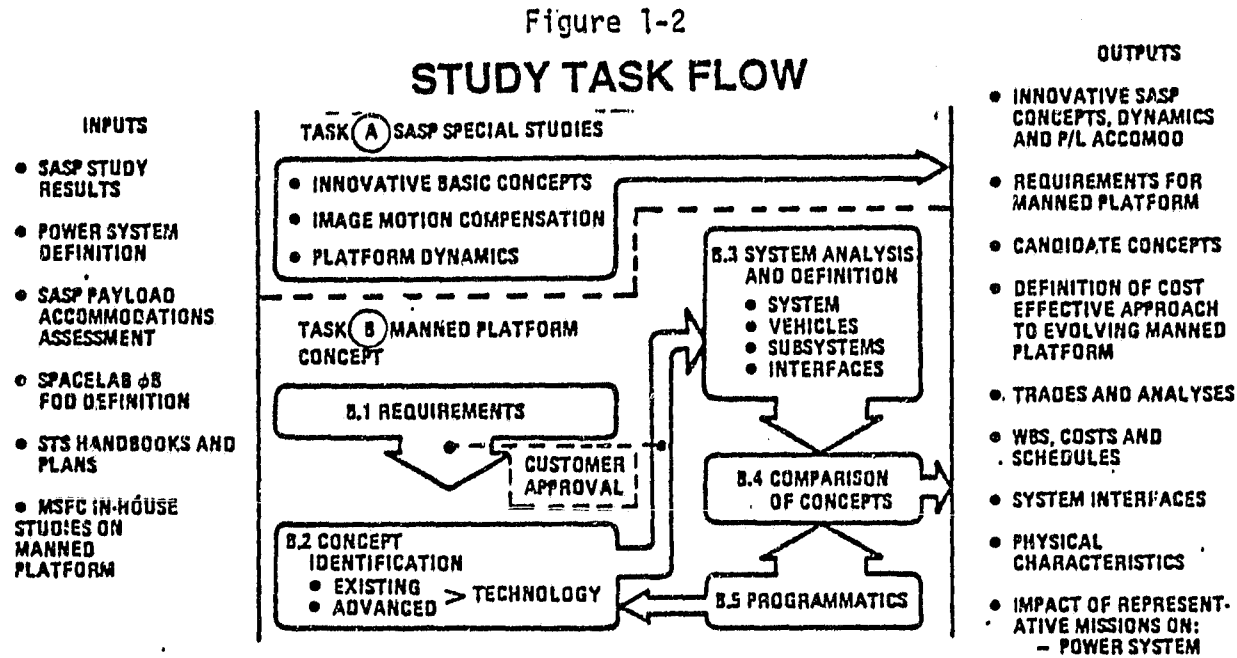 Figure 1-2
STUDY TASK FLOW
INPUTS
• SASP STUDY
RESULTS
• POWER SYSTEM
DEFINITION
• SASP PAYLOAD
ACCOMMODATIONS
ASSESSMENT
• SPACELAB φB
FOD DEFINITION
• STS HANDBOOKS AND
PLANS
• MSFC IN-HOUSE
STUDIES ON
MANNED
PLATFORM
TASK A SASP SPECIAL STUDIES
• INNOVATIVE BASIC CONCEPTS
• IMAGE MOTION COMPENSATION
• PLATFORM DYNAMICS
TASK B MANNED PLATFORM
CONCEPT
B.1 REQUIREMENTS
CUSTOMER
APPROVAL
B.2 CONCEPT
IDENTIFICATION
• EXISTING
• ADVANCED > TECHNOLOGY
B.3 SYSTEM ANALYSIS
AND DEFINITION
• SYSTEM
• VEHICLES
• SUBSYSTEMS
• INTERFACES
B.4 COMPARISON
OF CONCEPTS
B.5 PROGRAMMATICS
OUTPUTS
• INNOVATIVE SASP
CONCEPTS, DYNAMICS
AND P/L ACCOMOD
• REQUIREMENTS FOR
MANNED PLATFORM
• CANDIDATE CONCEPTS
• DEFINITION OF COST
EFFECTIVE APPROACH
TO EVOLVING MANNED
PLATFORM
• TRADES AND ANALYSES
• WBS, COSTS AND
SCHEDULES
• SYSTEM INTERFACES
• PHYSICAL
CHARACTERISTICS
• IMPACT OF REPRESENT-
ATIVE MISSIONS ON:
– POWER SYSTEM